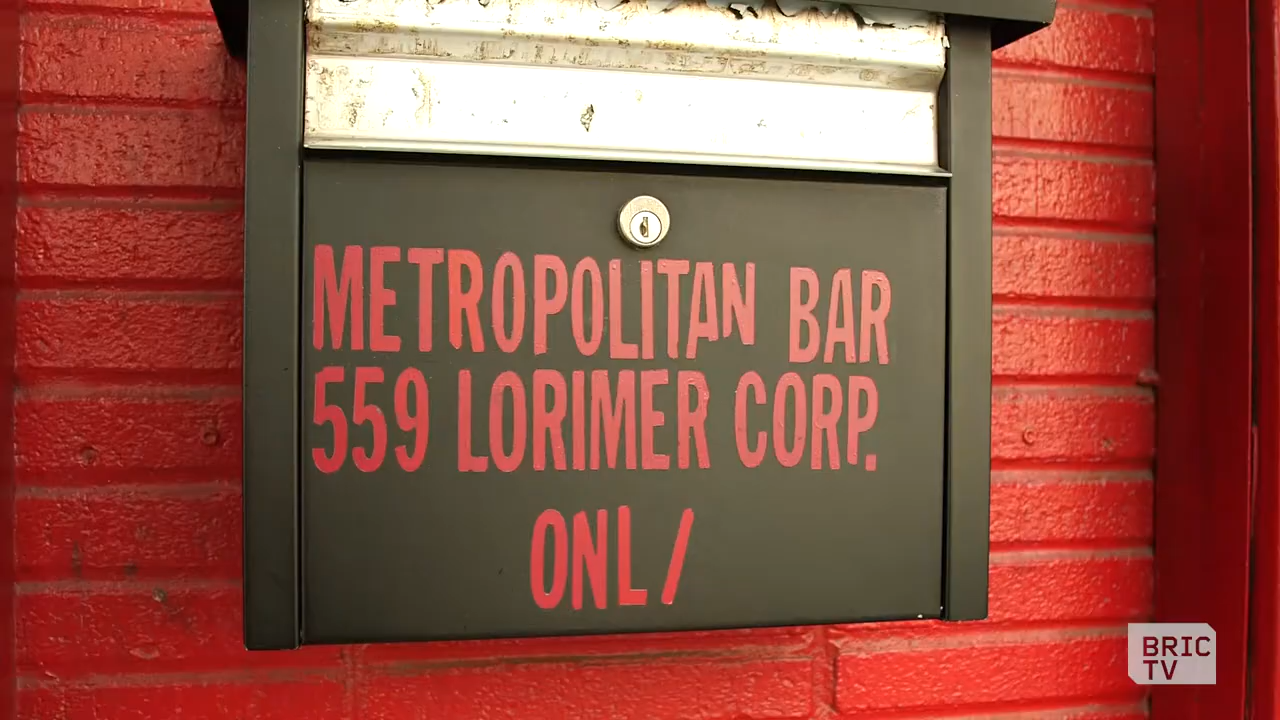 METROPOLITAN BAR
559 LORIMER CORP.
ONL/
BRIC
TV